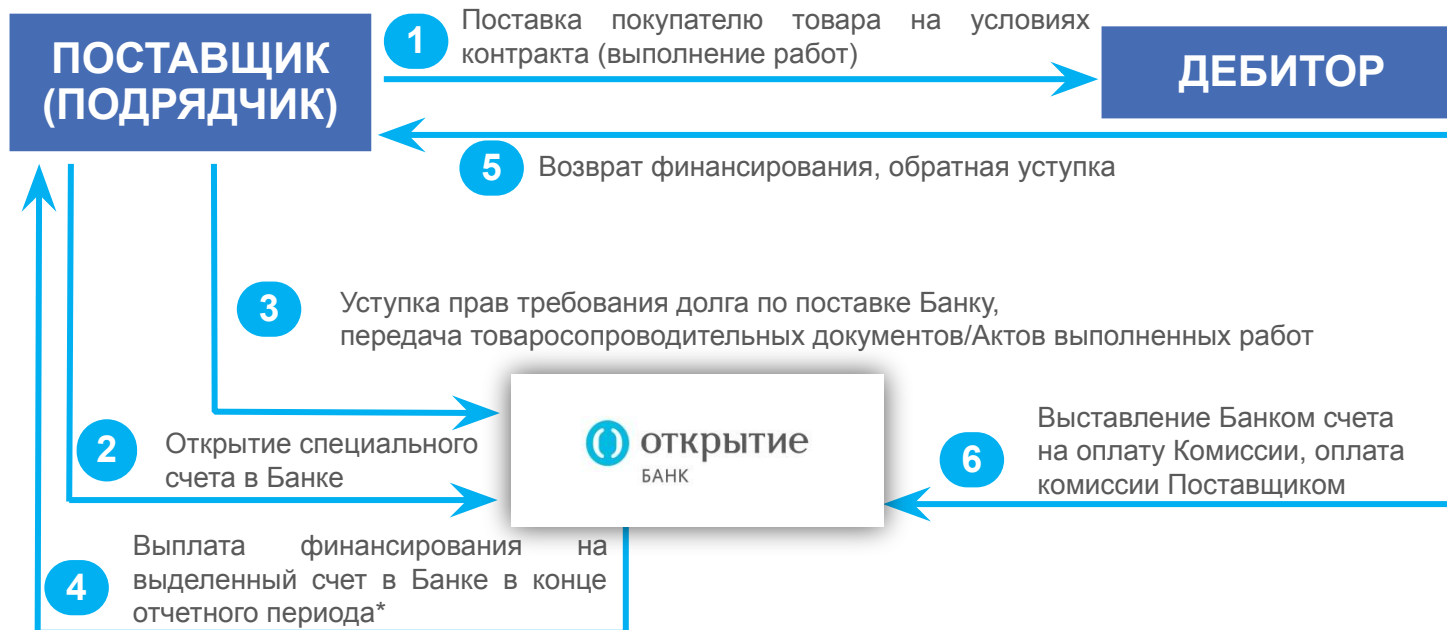 ПОСТАВЩИК
(ПОДРЯДЧИК)
1
Поставка покупателю товара на условиях
контракта (выполнение работ)
ДЕБИТОР
5
Возврат финансирования, обратная уступка
3
Уступка прав требования долга по поставке Банку,
передача товаросопроводительных документов/Актов выполненных работ
2
Открытие специального
счета в Банке
открытие
БАНК
6
Выставление Банком счета
на оплату Комиссии, оплата
комиссии Поставщиком
4
Выплата финансирования на
выделенный счет в Банке в конце
отчетного периода*